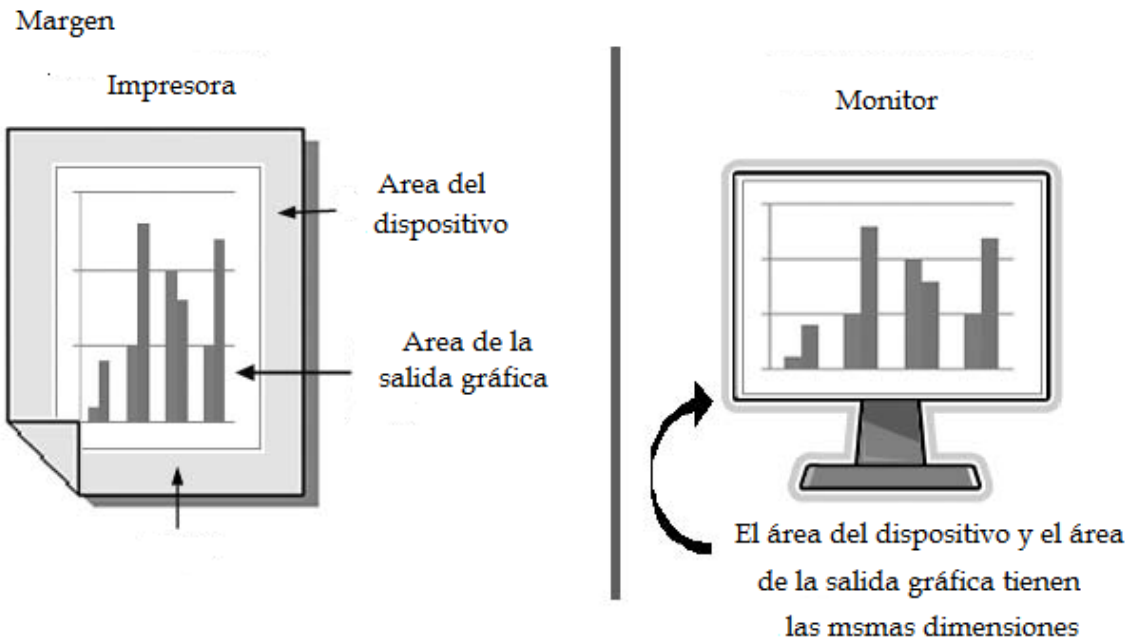 Margen
Impresora
Area del
dispositivo
Area de la
salida gráfica
Monitor
El área del dispositivo y el área
de la salida gráfica tienen
las msmas dimensiones